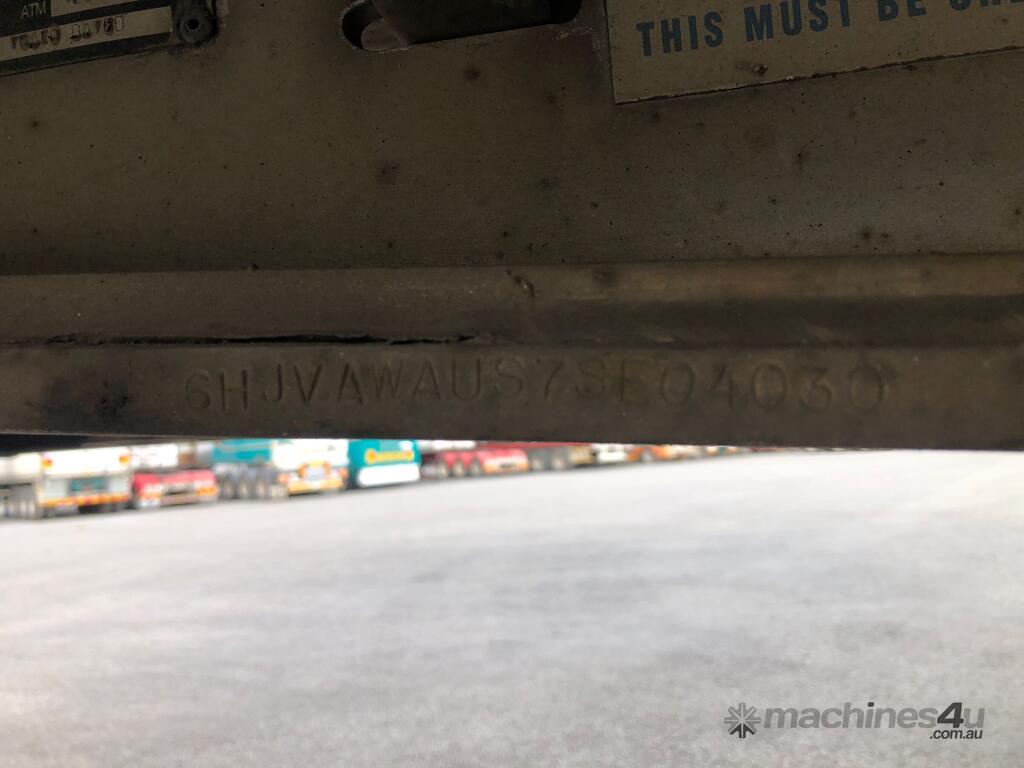 ATM
THIS MUST BE
6HJVAWAUS7SE04030
machines4u
.com.au